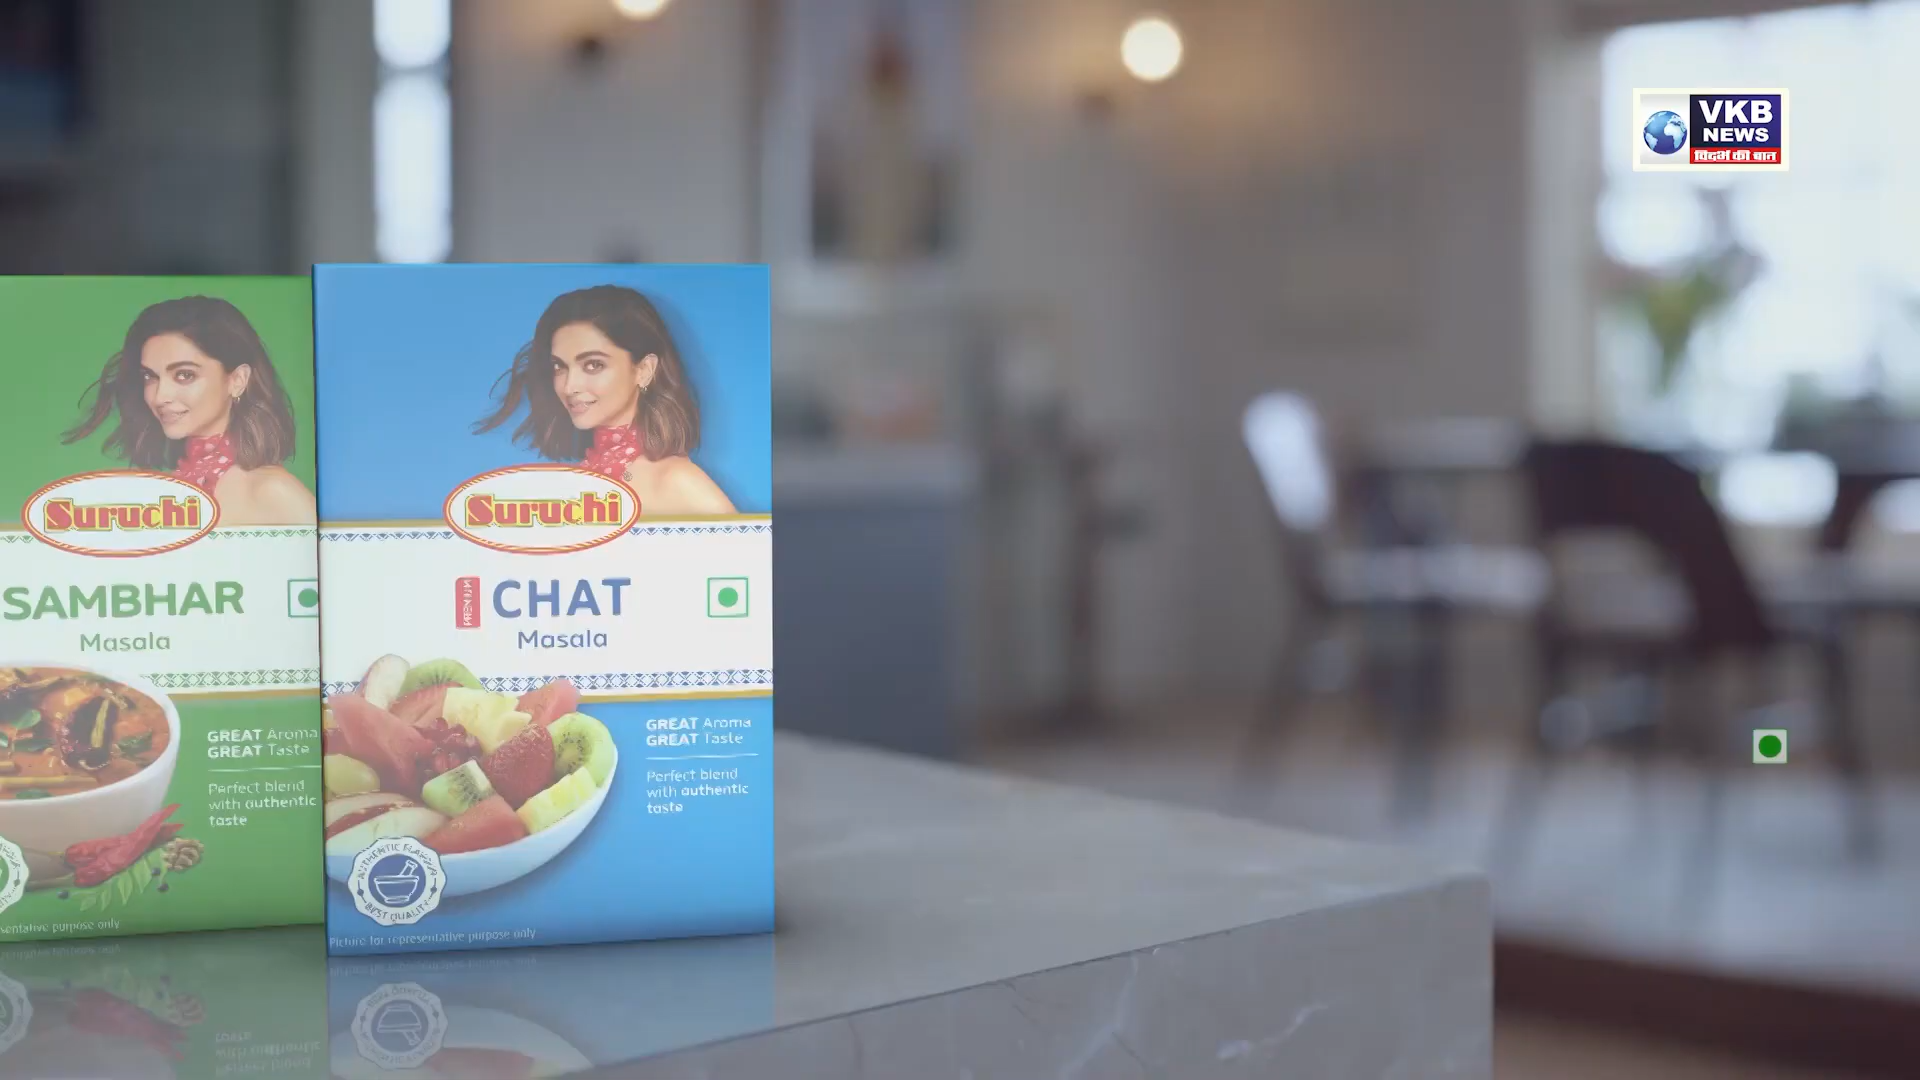 VKB
NEWS
विदर्भ की बात
Suruchi
SAMBHAR
Masala
GREAT Aroma
GREAT Taste
Perfect blend
with authentic
taste
sentative purpose only
Suruchi®
CHAT
Masala
GREAT Aroma
GREAT Taste
Perfect blend
with authentic
taste
AUTHENTIC FLAVOUR
BEST QUALITY
Picture for representative purpose only